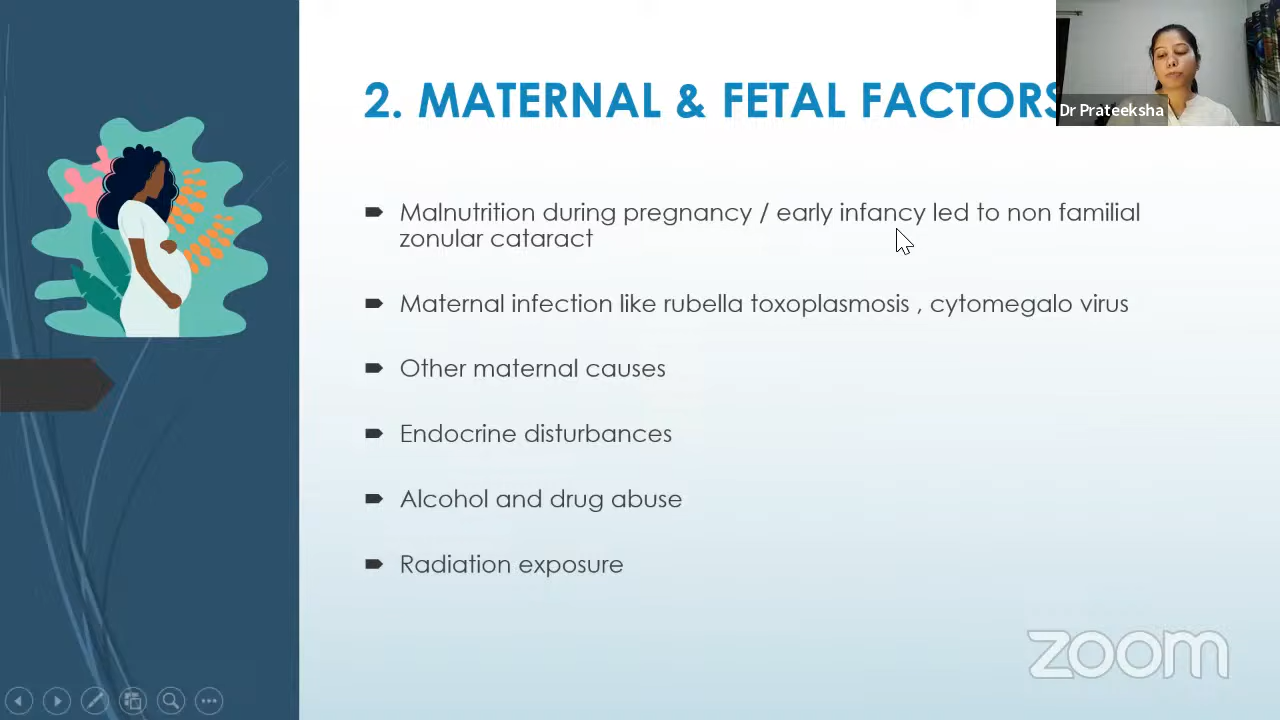 2. MATERNAL & FETAL FACTORS
Dr Prateeksha
Malnutrition during pregnancy / early infancy led to non familial
zonular cataract
Maternal infection like rubella toxoplasmosis , cytomegalo virus
Other maternal causes
Endocrine disturbances
Alcohol and drug abuse
Radiation exposure
zoom